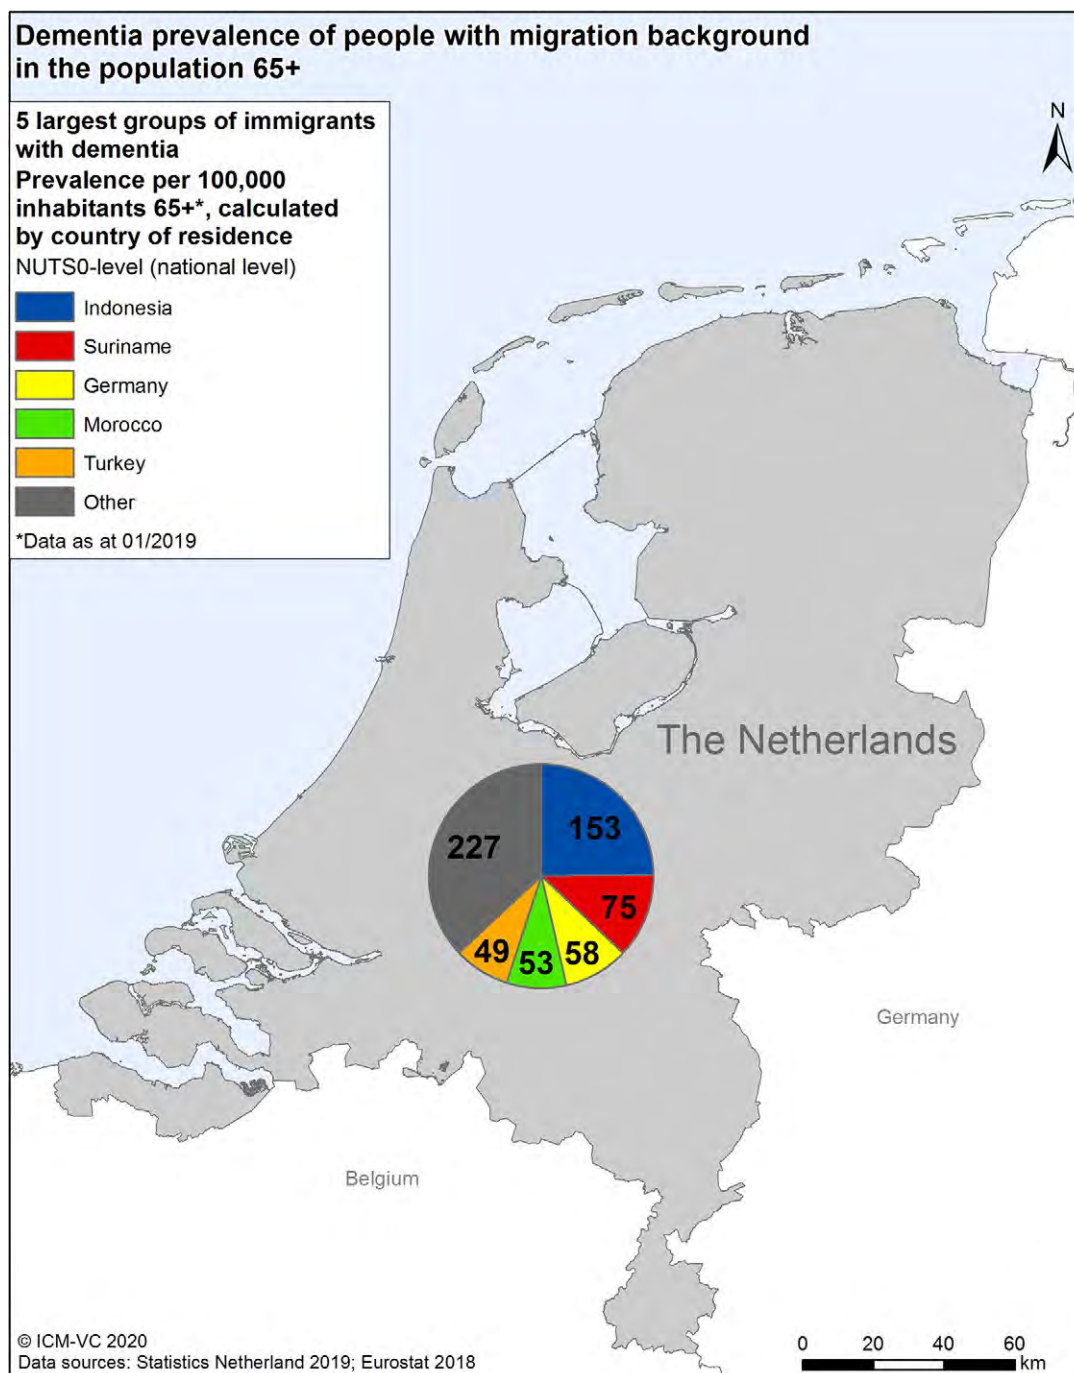 Dementia prevalence of people with migration background
in the population 65+
5 largest groups of immigrants
with dementia
Prevalence per 100,000
inhabitants 65+*, calculated
by country of residence
NUTS0-level (national level)
Indonesia
Suriname
Germany
Morocco
Turkey
Other
*Data as at 01/2019
N
The Netherlands
153
227
75
58
53
49
Germany
Belgium
© ICM-VC 2020
Data sources: Statistics Netherland 2019; Eurostat 2018
0 20 40 60
km